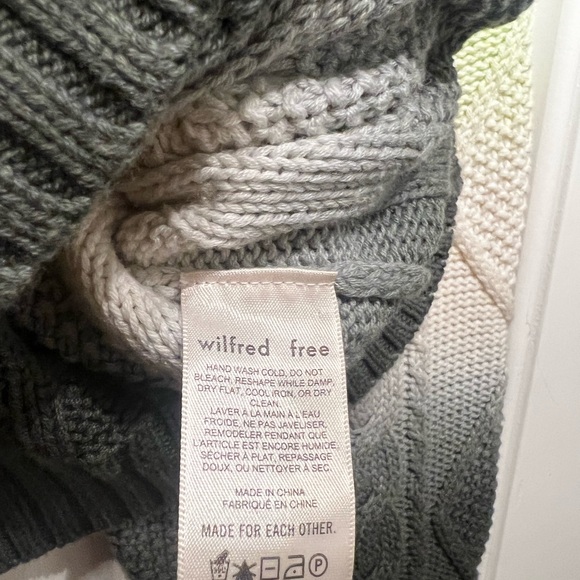 wilfred free
HAND WASH COLD, DO NOT
BLEACH, RESHAPE WHILE DAMP,
DRY FLAT, COOL IRON, OR DRY
CLEAN.
LAVER À LA MAIN À L'EAU
FROIDE, NE PAS JAVELISER,
REMODELER PENDANT QUE
L'ARTICLE EST ENCORE HUMIDE,
SÉCHER À PLAT, REPASSAGE
DOUX, OU NETTOYER À SEC.
MADE IN CHINA
FABRIQUÉ EN CHINE
MADE FOR EACH OTHER.
P